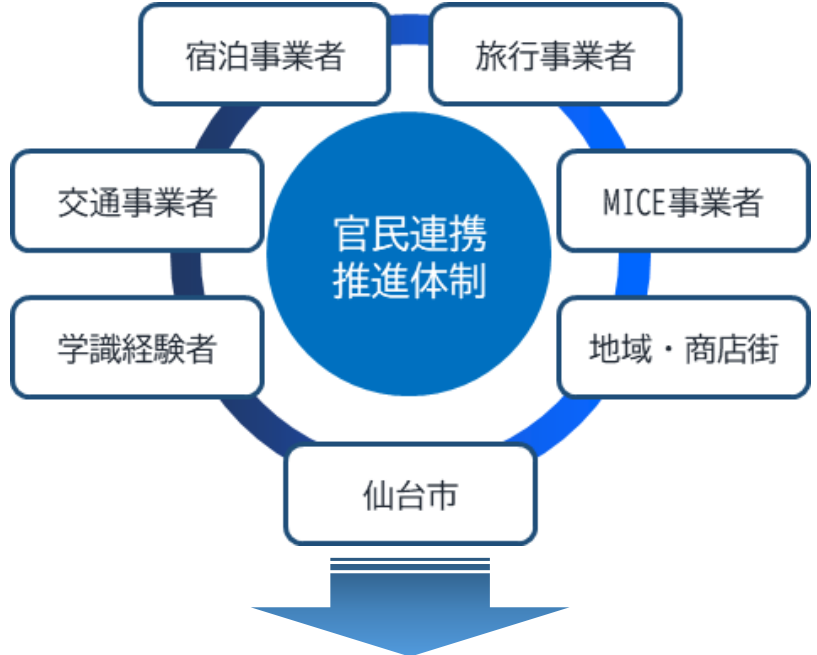 宿泊事業者
旅行事業者
交通事業者
MICE事業者
官民連携
推進体制
学識経験者
地域・商店街
仙台市